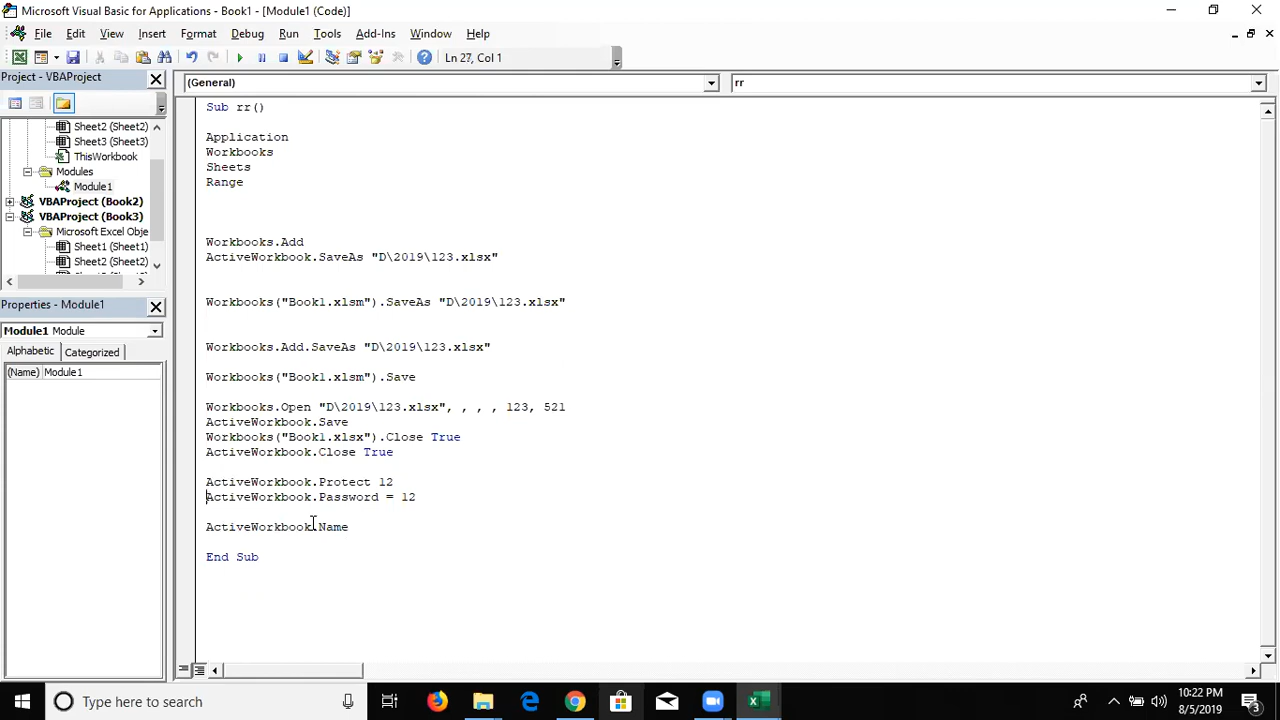 Microsoft Visual Basic for Applications - Book1 - [Module1 (Code)]
File Edit View Insert Format Debug Run Tools Add-Ins Window Help
Ln 27, Col 1
Project - VBAProject
(General)
rr
Sheet2 (Sheet2)
Sheet3 (Sheet3)
ThisWorkbook
Modules
Module1
VBAProject (Book2)
VBAProject (Book3)
Microsoft Excel Obje
Sheet1 (Sheet1)
Sheet2 (Sheet2)
Properties - Module1
Module1 Module
Alphabetic Categorized
(Name) Module1
Sub rr()
Application
Workbooks
Sheets
Range
Workbooks.Add
ActiveWorkbook.SaveAs "D\2019\123.xlsx"
Workbooks("Book1.xlsm").SaveAs "D\2019\123.xlsx"
Workbooks.Add.SaveAs "D\2019\123.xlsx"
Workbooks("Book1.xlsm").Save
Workbooks.Open "D\2019\123.xlsx", , , , 123, 521
ActiveWorkbook.Save
Workbooks("Book1.xlsx").Close True
ActiveWorkbook.Close True
ActiveWorkbook.Protect 12
ActiveWorkbook.Password = 12
ActiveWorkbook.Name
End Sub
Type here to search
10:22 PM
8/5/2019
3